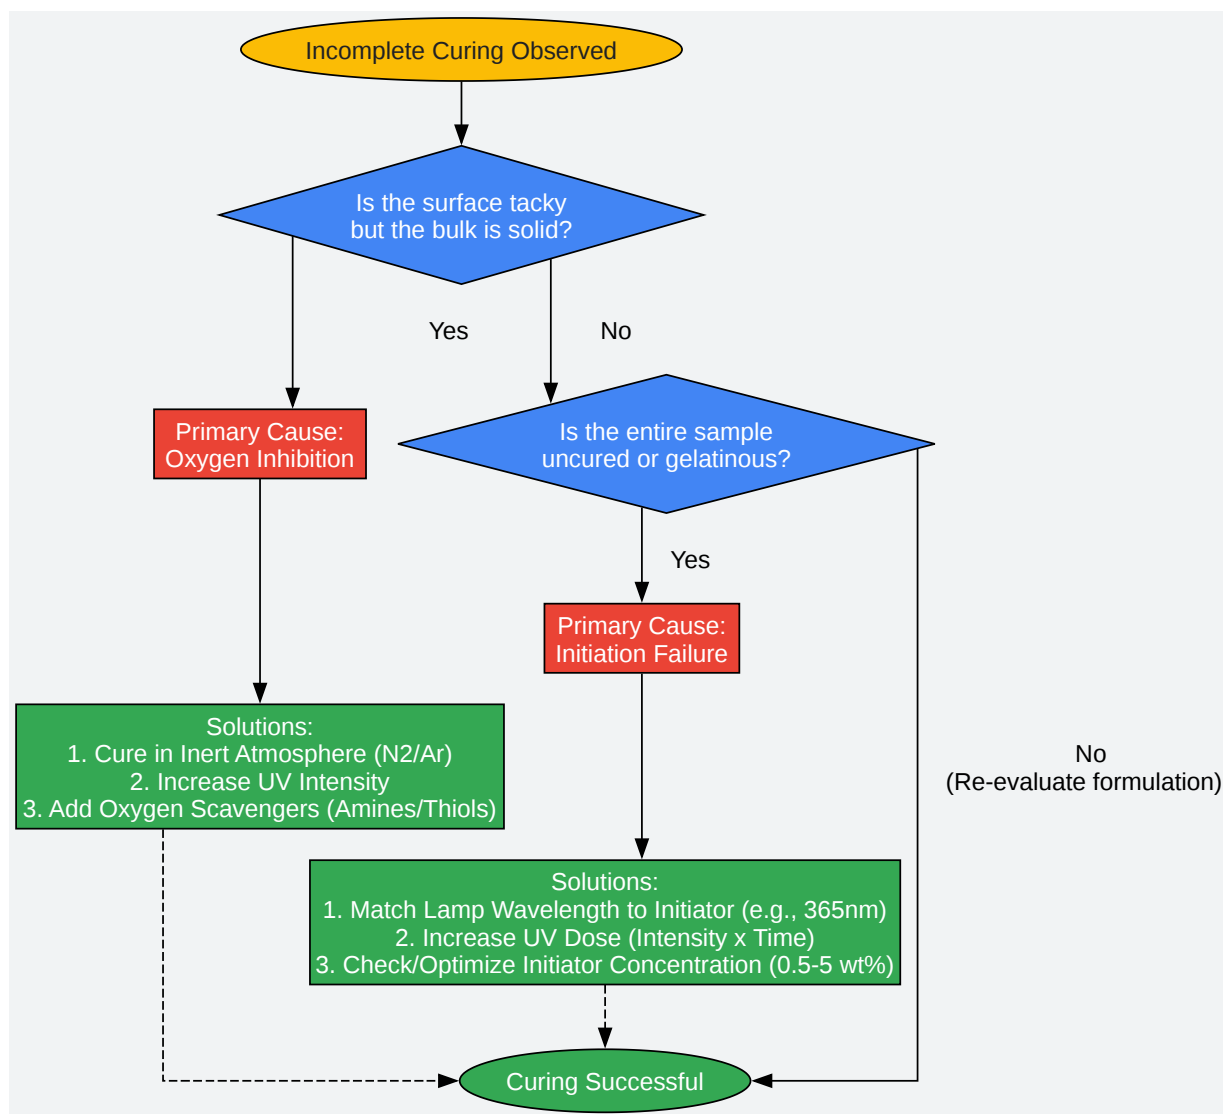 Incomplete Curing Observed
Is the surface tacky
but the bulk is solid?
Yes
No
Primary Cause:
Oxygen Inhibition
Is the entire sample
uncured or gelatinous?
Yes
Primary Cause:
Initiation Failure
Solutions:
1. Cure in Inert Atmosphere (N2/Ar)
2. Increase UV Intensity
3. Add Oxygen Scavengers (Amines/Thiols)
No
(Re-evaluate formulation)
Solutions:
1. Match Lamp Wavelength to Initiator (e.g., 365nm)
2. Increase UV Dose (Intensity x Time)
3. Check/Optimize Initiator Concentration (0.5-5 wt%)
Curing Successful